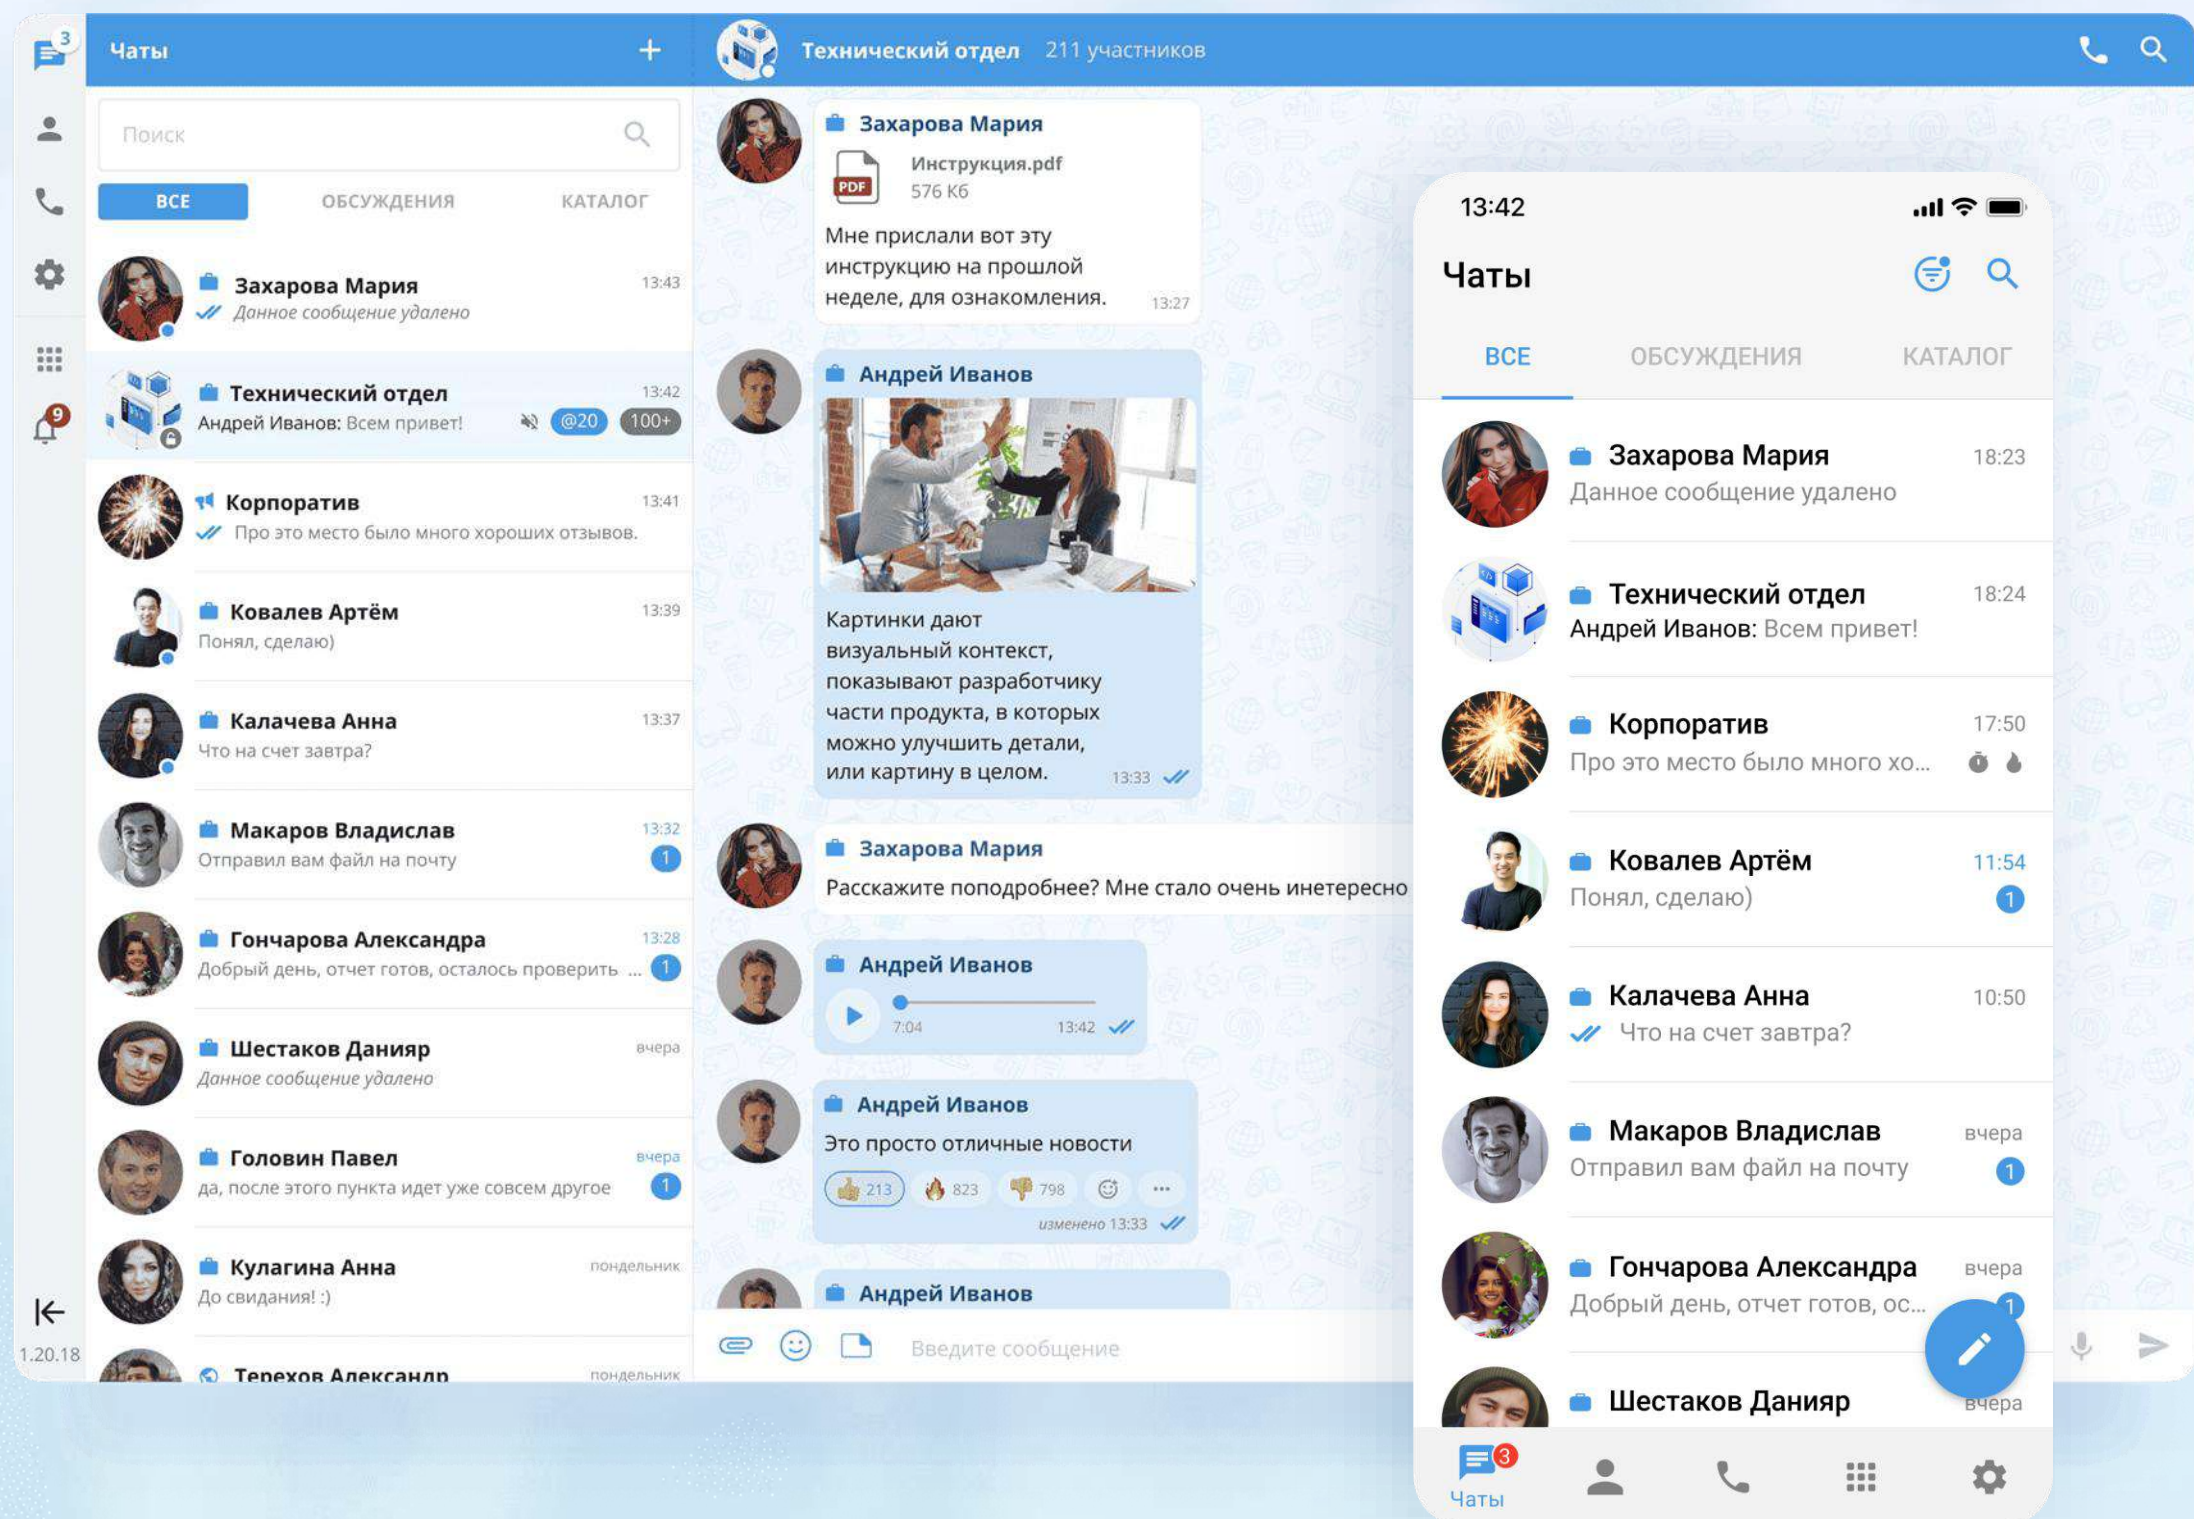 3
Чаты
Поиск
ВСЕ ОБСУЖДЕНИЯ КАТАЛОГ
Захарова Мария 13:43
Данное сообщение удалено
Технический отдел 13:42
Андрей Иванов: Всем привет! @20 100+
9
Корпоратив 13:41
Про это место было много хороших отзывов.
Ковалев Артём 13:39
Понял, сделаю)
Калачева Анна 13:37
Что на счет завтра?
Макаров Владислав 13:32
Отправил вам файл на почту 1
Гончарова Александра 13:28
Добрый день, отчет готов, осталось проверить ... 1
Шестаков Данияр вчера
Данное сообщение удалено
Головин Павел вчера
да, после этого пункта идет уже совсем другое 1
Кулагина Анна понедельник
До свидания! :)
1.20.18
Терехов Александр понедельник
Технический отдел 211 участников
Захарова Мария
Инструкция.pdf
PDF
576 Кб
Мне прислали вот эту
инструкцию на прошлой
неделе, для ознакомления. 13:27
Андрей Иванов
Картинки дают
визуальный контекст,
показывают разработчику
части продукта, в которых
можно улучшить детали,
или картину в целом. 13:33
Захарова Мария
Расскажите поподробнее? Мне стало очень инетересно
Андрей Иванов
7:04 13:42
Андрей Иванов
Это просто отличные новости
213 823 798
изменено 13:33
Андрей Иванов
Введите сообщение
13:42
Чаты
ВСЕ ОБСУЖДЕНИЯ КАТАЛОГ
Захарова Мария 18:23
Данное сообщение удалено
Технический отдел 18:24
Андрей Иванов: Всем привет!
Корпоратив 17:50
Про это место было много хо...
Ковалев Артём 11:54
Понял, сделаю) 1
Калачева Анна 10:50
Что на счет завтра?
Макаров Владислав вчера
Отправил вам файл на почту 1
Гончарова Александра вчера
Добрый день, отчет готов, ос... 1
Шестаков Данияр вчера
3
Чаты